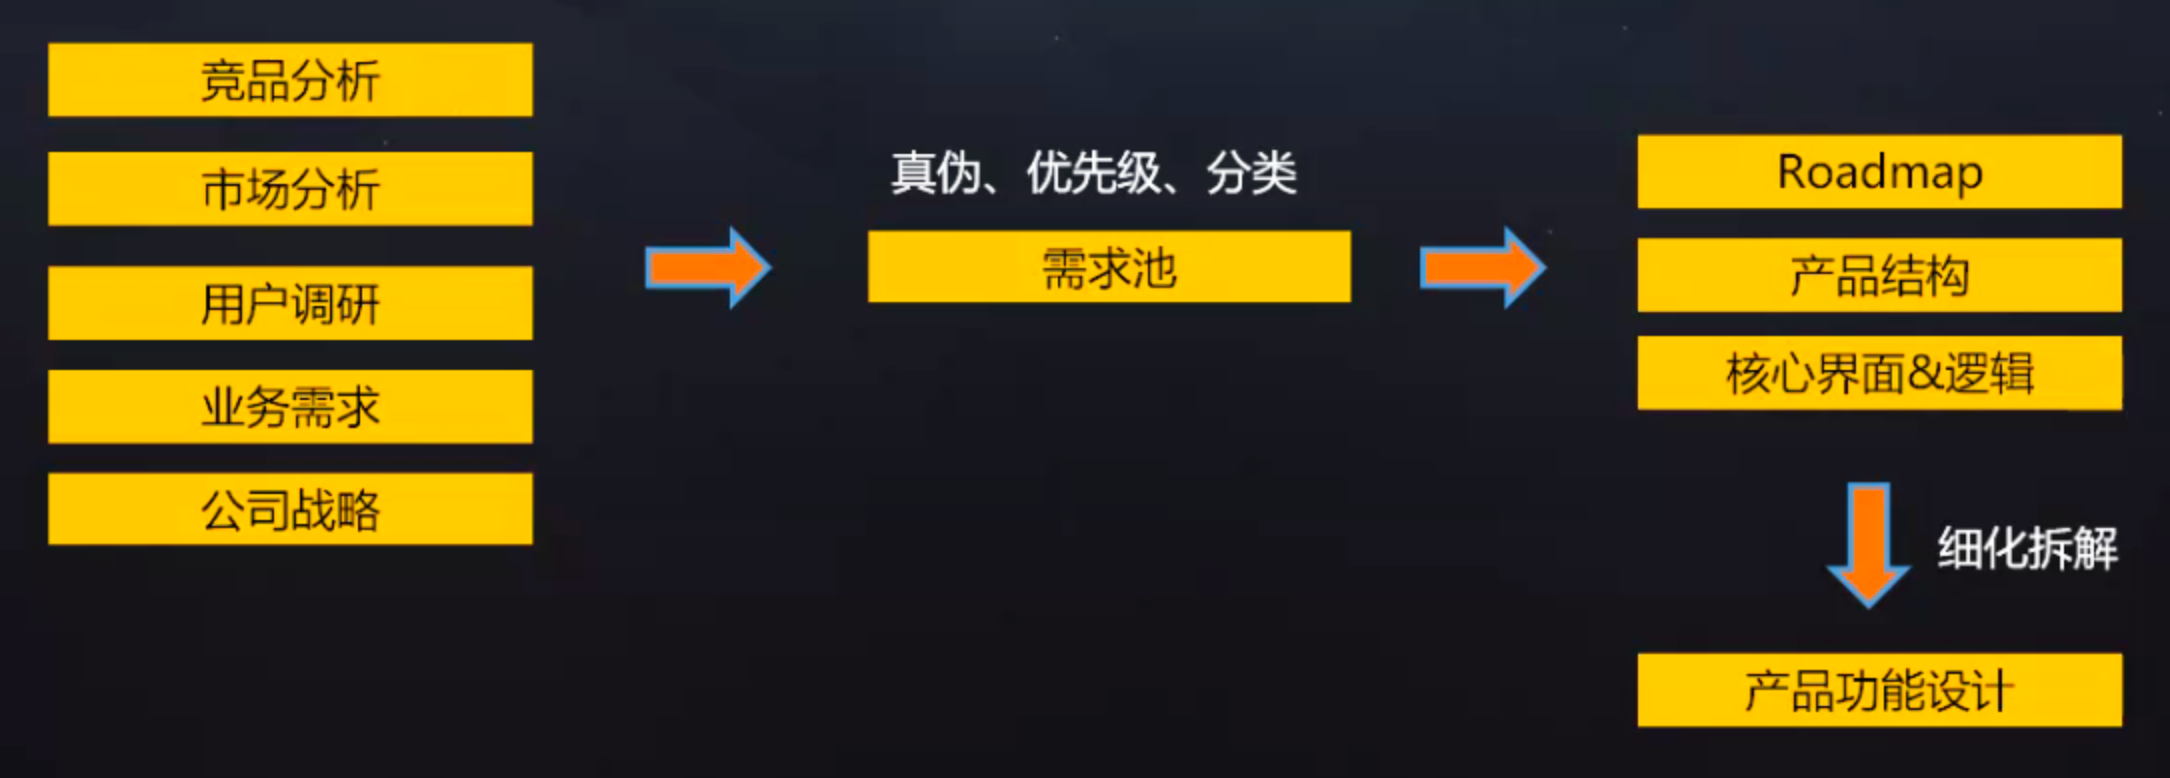 竞品分析
市场分析
用户调研
业务需求
公司战略
真伪、优先级、分类
需求池
Roadmap
产品结构
核心界面&逻辑
细化拆解
产品功能设计